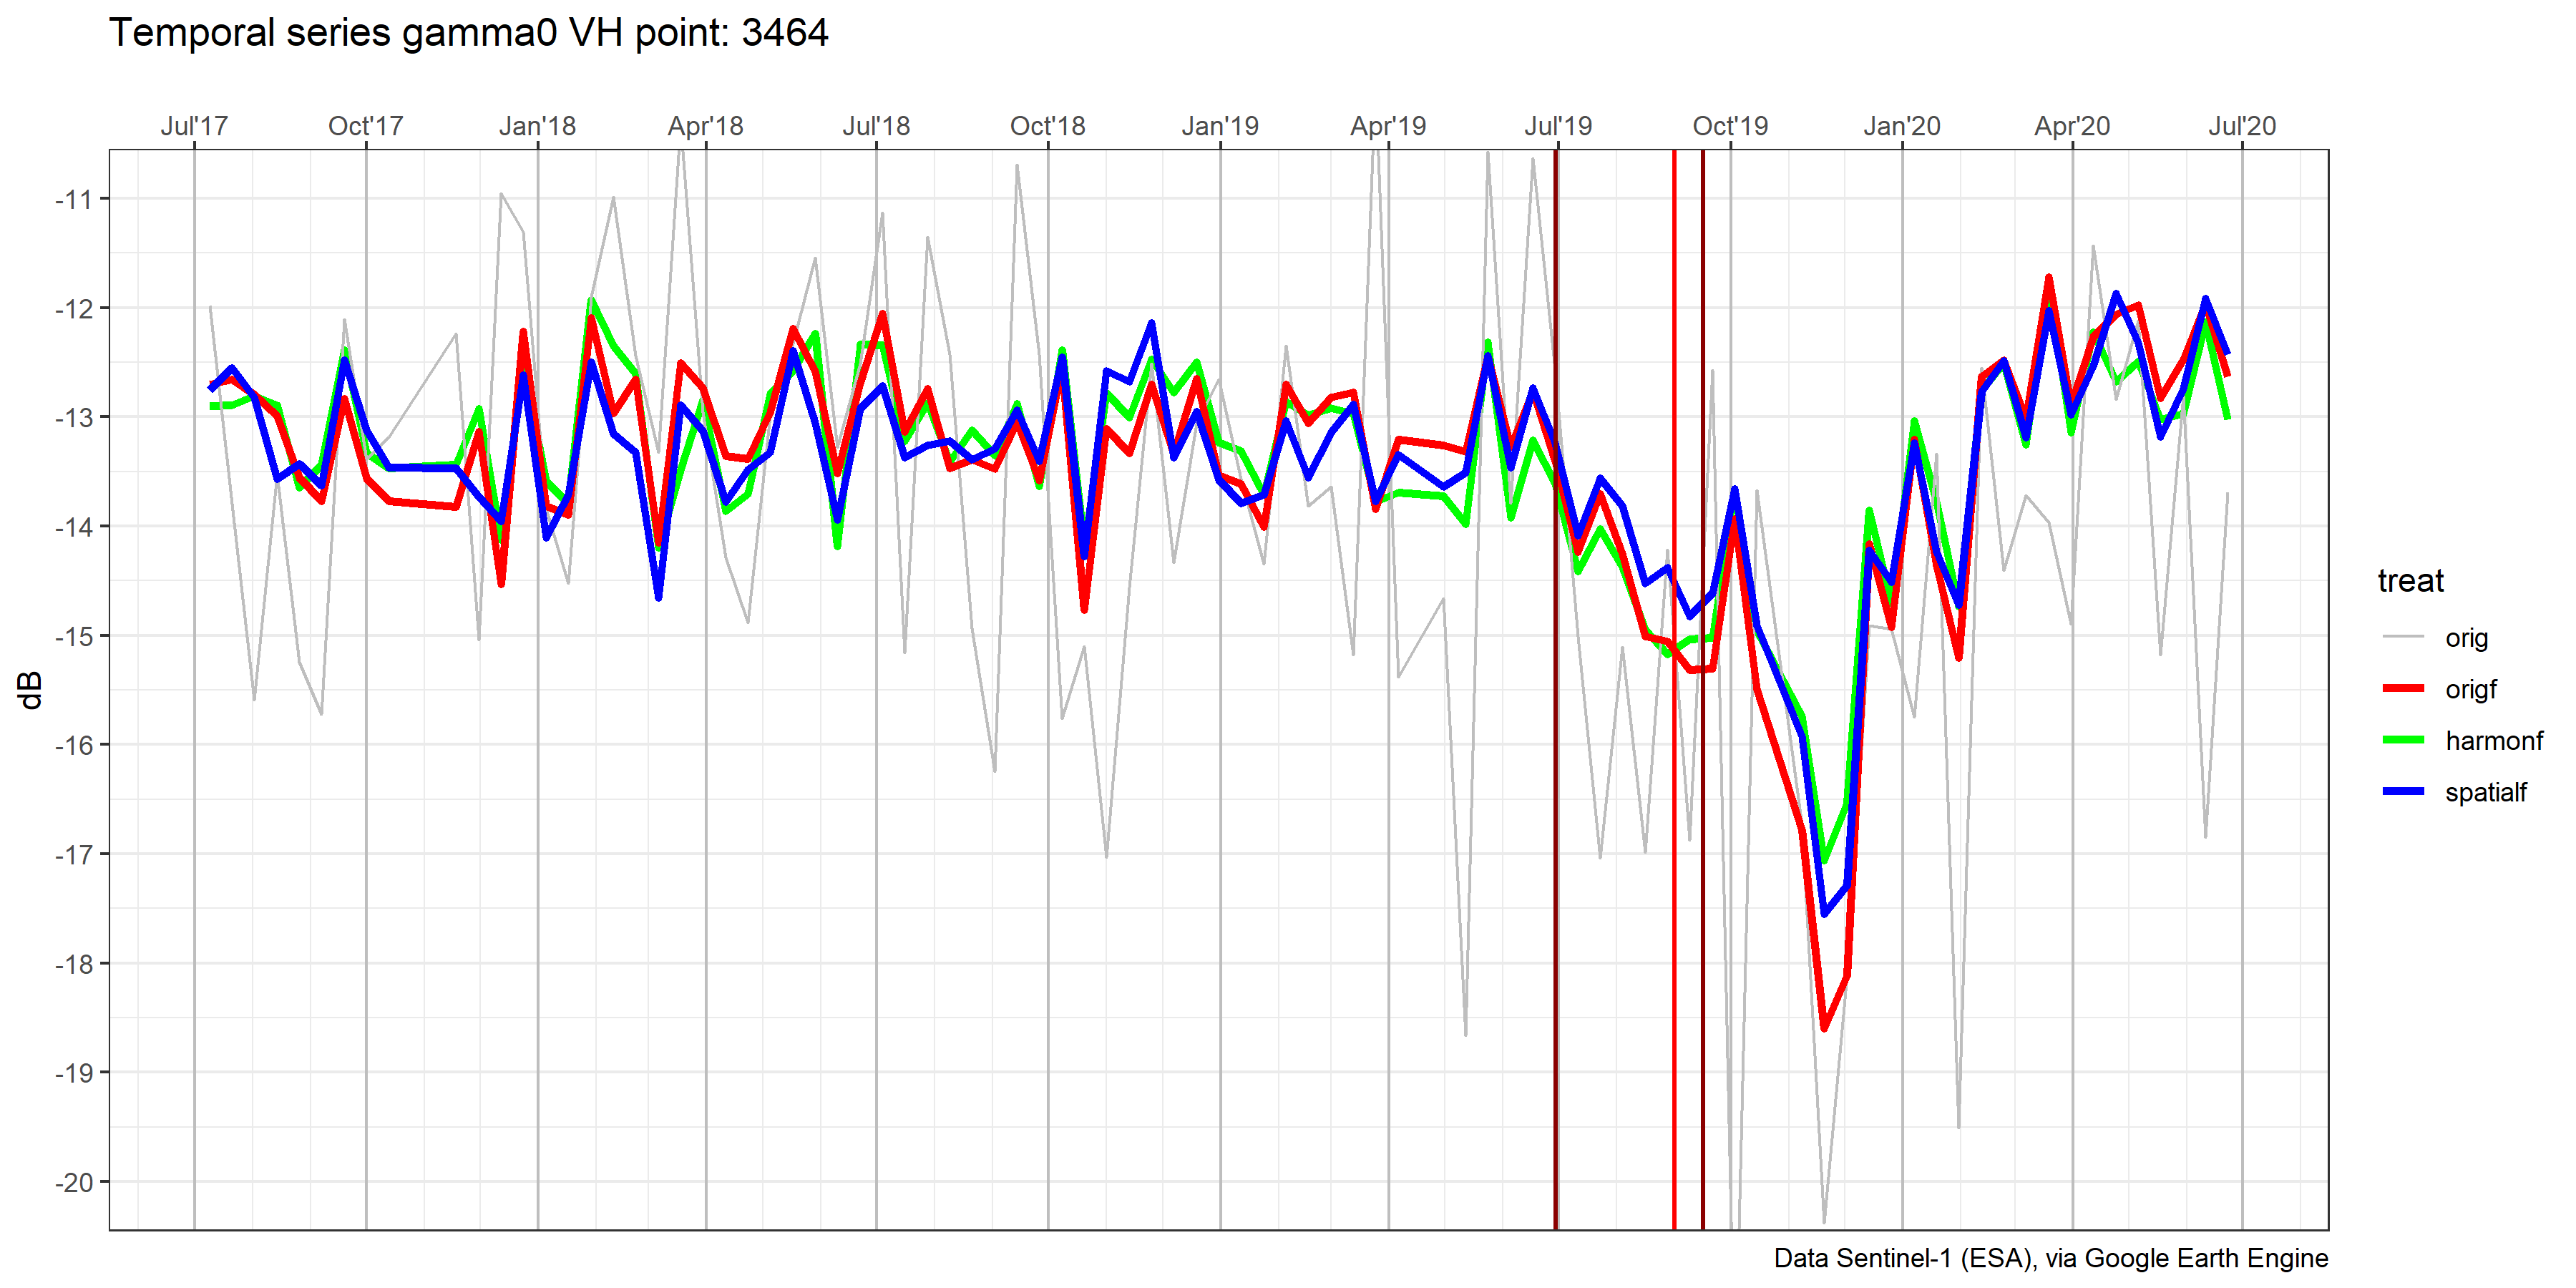 Temporal series gamma0 VH point: 3464
Jul'17 Oct'17 Jan'18 Apr'18 Jul'18 Oct'18 Jan'19 Apr'19 Jul'19 Oct'19 Jan'20 Apr'20 Jul'20
-11
-12
-13
-14
-15
-16
-17
-18
-19
-20
dB
treat
orig
origf
harmonf
spatialf
Data Sentinel-1 (ESA), via Google Earth Engine